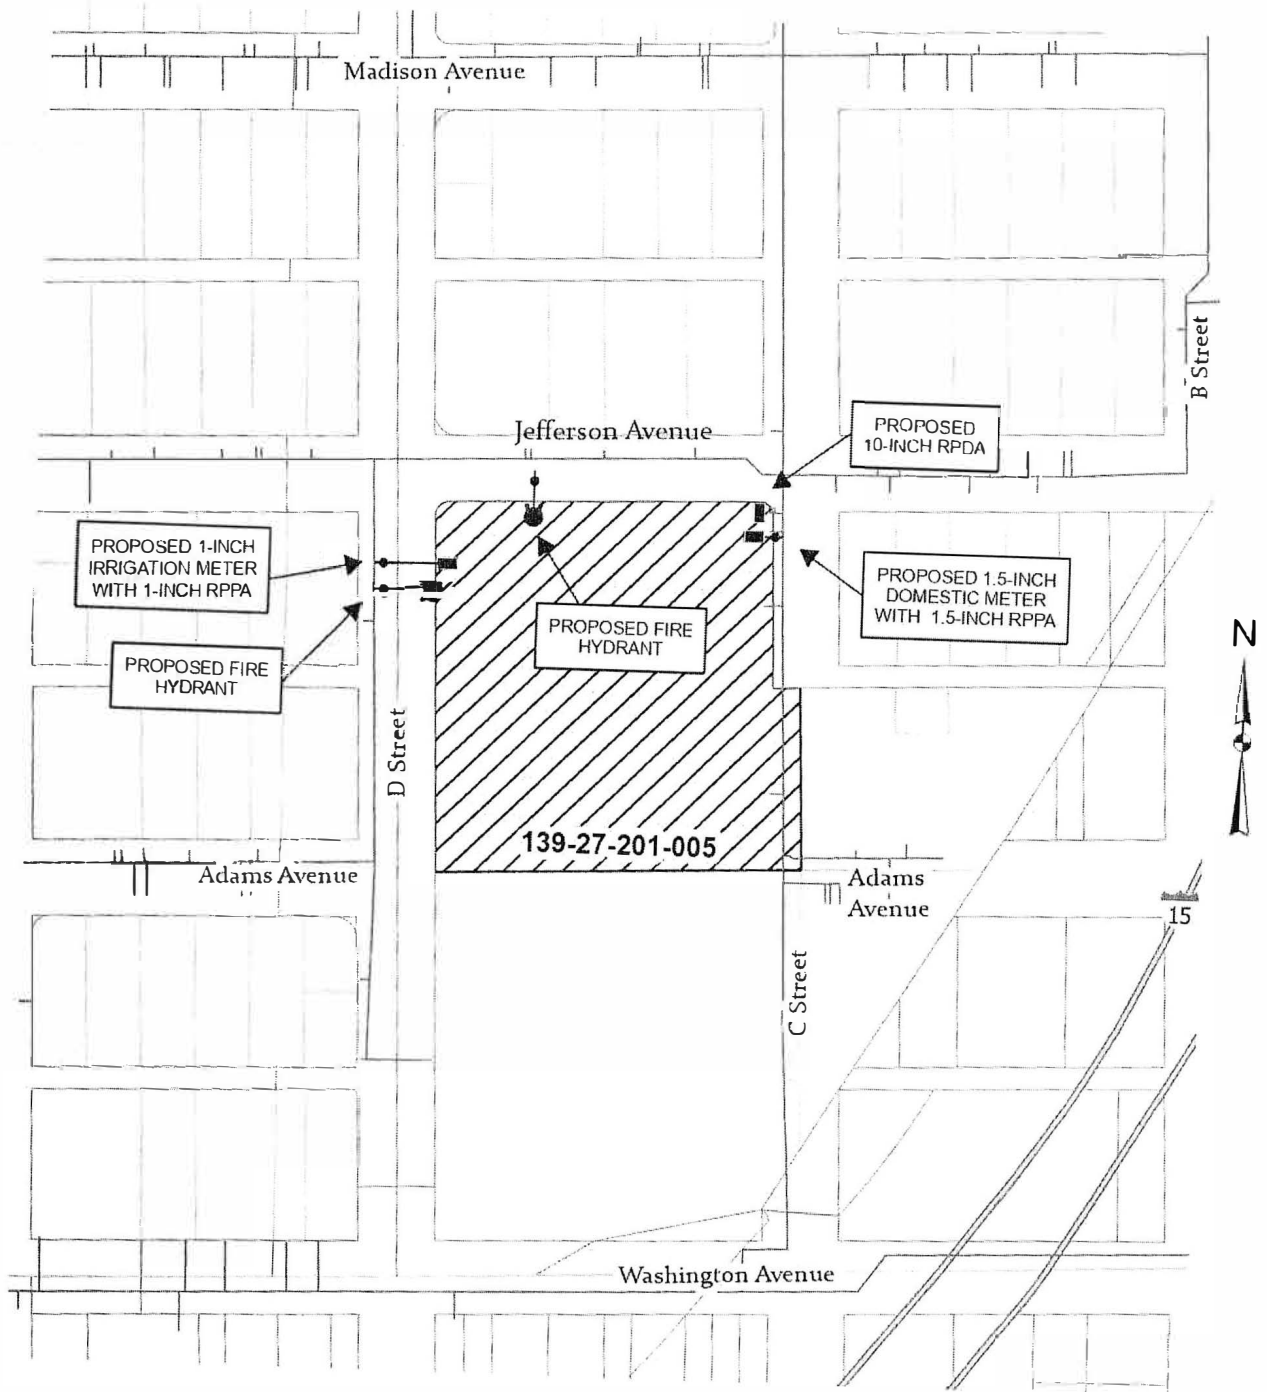 Madison Avenue
B Street
Jefferson Avenue
PROPOSED
10-INCH RPDA
PROPOSED 1-INCH
IRRIGATION METER
WITH 1-INCH RPPA
PROPOSED FIRE
HYDRANT
PROPOSED 1.5-INCH
DOMESTIC METER
WITH 1.5-INCH RPPA
PROPOSED FIRE
HYDRANT
N
D Street
139-27-201-005
Adams Avenue
Adams
Avenue
15
C Street
Washington Avenue